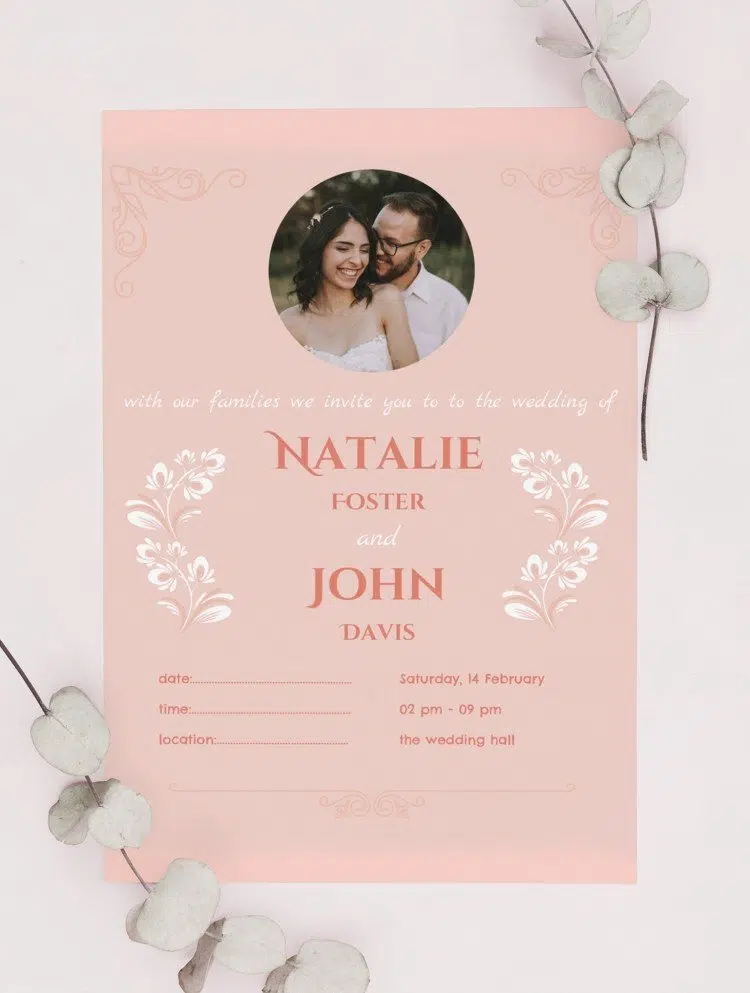 with our families we invite you to to the wedding of
NATALIE
FOSTER
and
JOHN
DAVIS
date:........................................ Saturday, 14 February
time:........................................ 02 pm - 09 pm
location:................................. the wedding hall